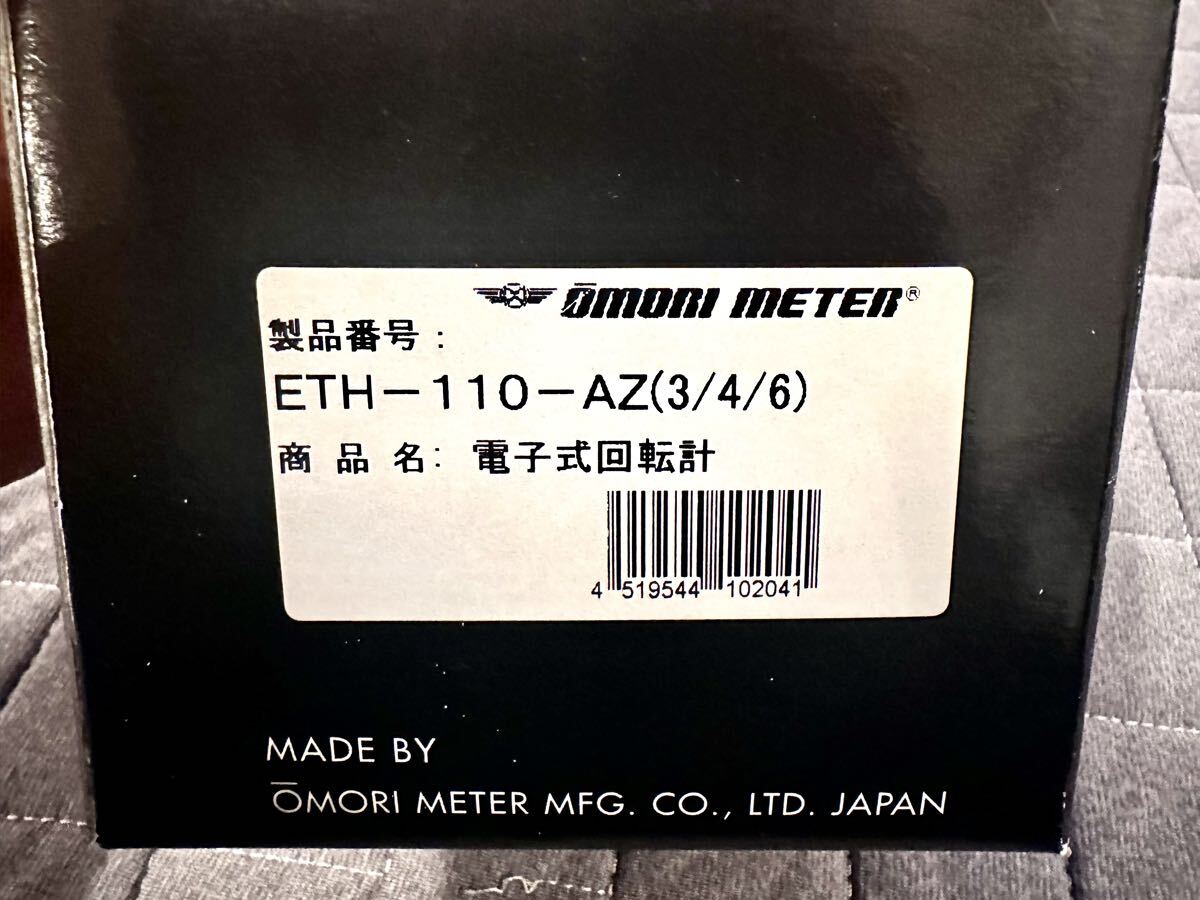 ŌMORI METER®
製品番号:
ETH-110-AZ(3/4/6)
商品名: 電子式回転計
4 519544 102041
MADE BY
ŌMORI METER MFG. CO., LTD. JAPAN